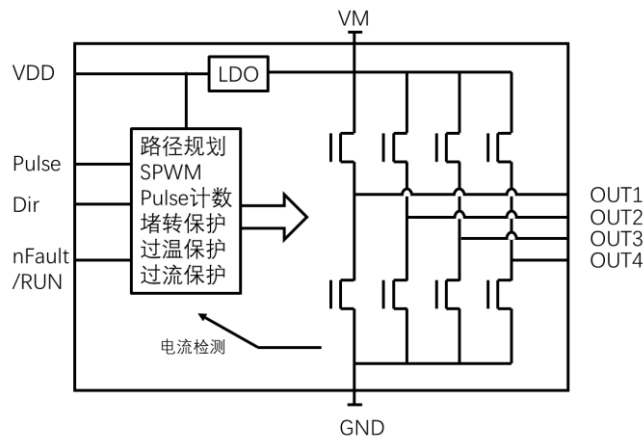 VM
VDD
LDO
Pulse
Dir
nFault
/RUN
路径规划
SPWM
Pulse计数
堵转保护
过温保护
过流保护
OUT1
OUT2
OUT3
OUT4
电流检测
GND